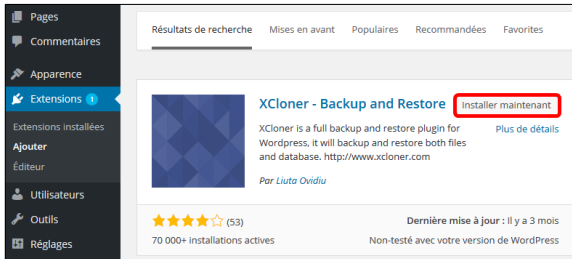 Pages
Commentaires
Apparence
Extensions 1
Extensions installées
Ajouter
Éditeur
Utilisateurs
Outils
Réglages
Résultats de recherche Mises en avant Populaires Recommandées Favorites
XCloner - Backup and Restore Installer maintenant
XCloner is a full backup and restore plugin for Plus de détails
Wordpress, it will backup and restore both files
and database. http://www.xcloner.com
Par Liuta Ovidiu
(53) Dernière mise à jour : Il y a 3 mois
70 000+ installations actives Non-testé avec votre version de WordPress